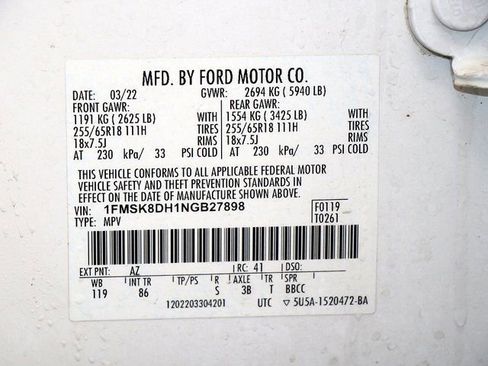 MFD. BY FORD MOTOR CO.
DATE: 03/22 GVWR: 2694 KG ( 5940 LB)
FRONT GAWR: REAR GAWR:
1191 KG ( 2625 LB) WITH 1554 KG ( 3425 LB) WITH
255/65R18 111H TIRES 255/65R18 111H TIRES
18x7.5J RIMS 18x7.5J RIMS
AT 230 kPa/ 33 PSI COLD AT 230 kPa/ 33 PSI COLD
THIS VEHICLE CONFORMS TO ALL APPLICABLE FEDERAL MOTOR
VEHICLE SAFETY AND THEFT PREVENTION STANDARDS IN
EFFECT ON THE DATE OF MANUFACTURE SHOWN ABOVE.
VIN: 1FMSK8DH1NGB27898 F0119
TYPE: MPV T0261
EXT PNT: AZ RC: 41 DSO:
WB INT TR TP/PS R AXLE TR SPR
119 86 S 3B T BBCC
1202203304201 UTC ▽ 5U5A-1520472-BA